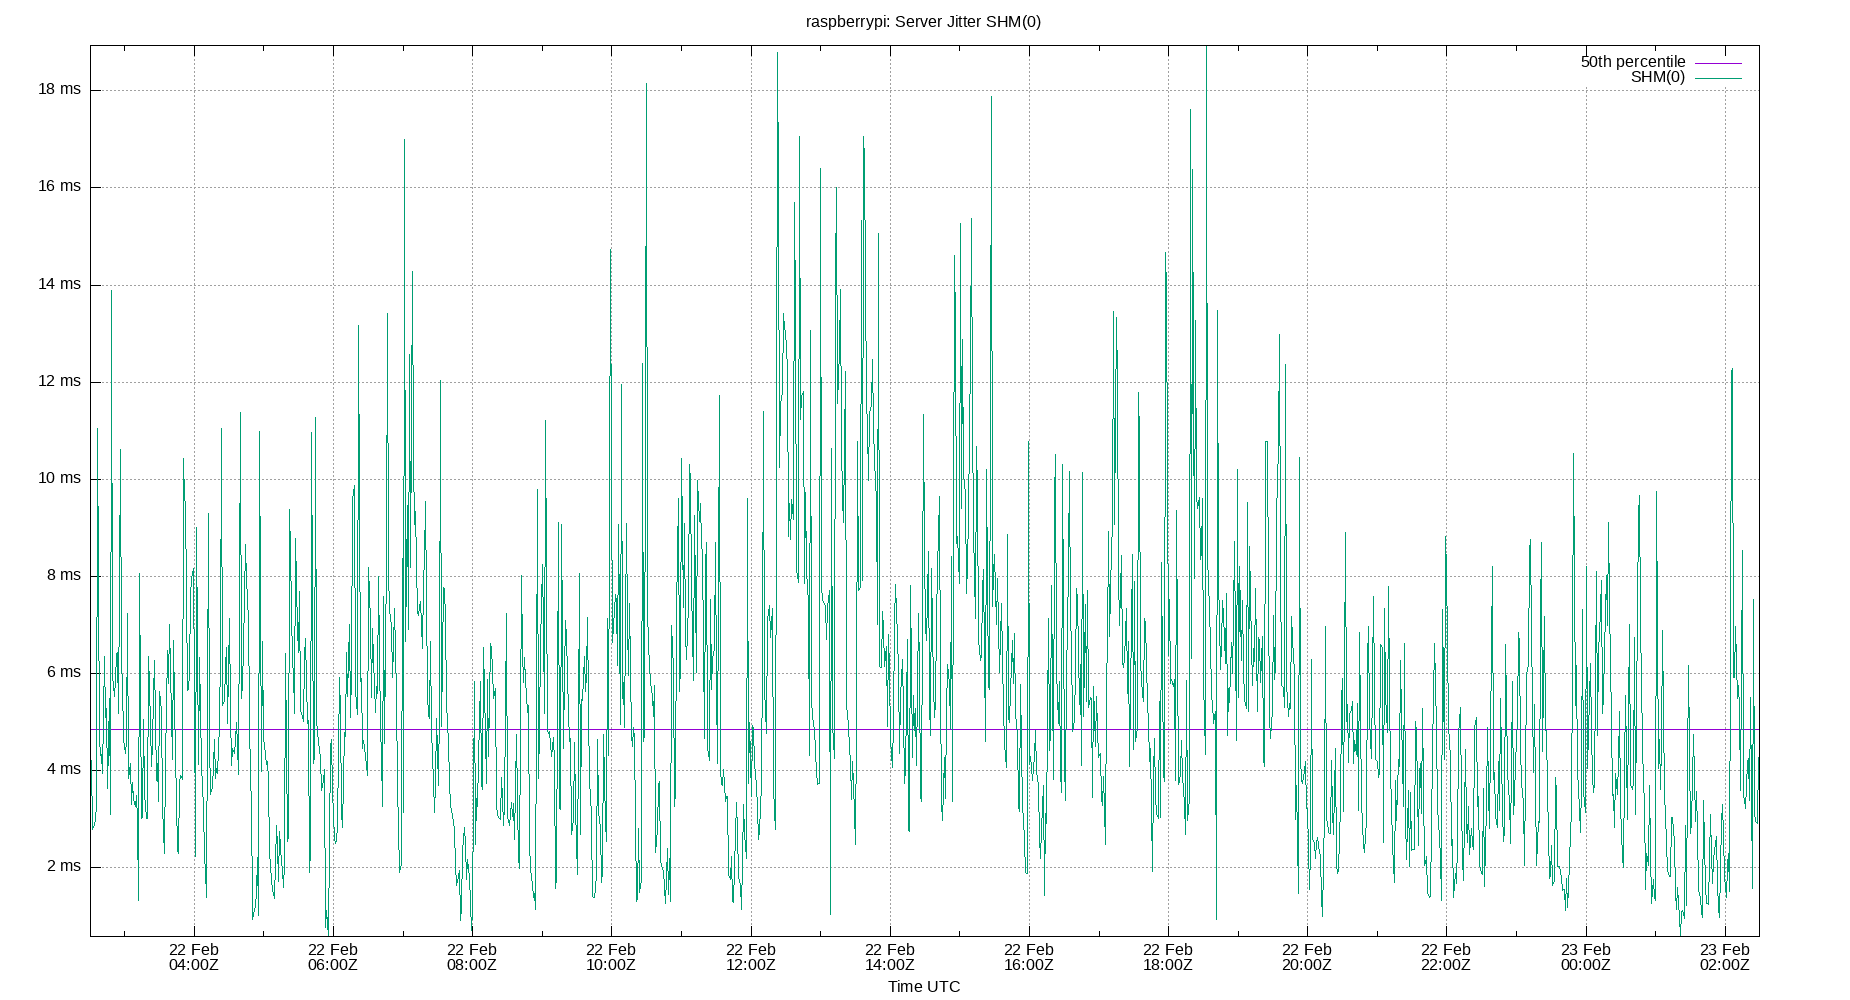 raspberrypi: Server Jitter SHM(0)
50th percentile
SHM(0)
18 ms
16 ms
14 ms
12 ms
10 ms
8 ms
6 ms
4 ms
2 ms
22 Feb 22 Feb 22 Feb 22 Feb 22 Feb 22 Feb 22 Feb 22 Feb 22 Feb 22 Feb 23 Feb 23 Feb
04:00Z 06:00Z 08:00Z 10:00Z 12:00Z 14:00Z 16:00Z 18:00Z 20:00Z 22:00Z 00:00Z 02:00Z
Time UTC